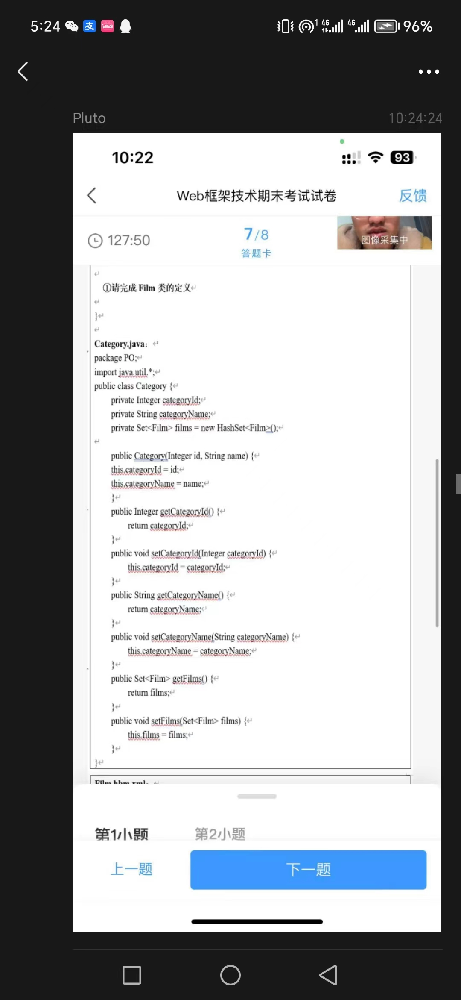 5:24
1 4G 4G 96%
Pluto 10:24:24
10:22 93
Web框架技术期末考试试卷 反馈
127:50 7/8 图像采集中
答题卡
①请完成 Film 类的定义
}
Category.java：
package PO;
import java.util.*;
public class Category {
private Integer categoryId;
private String categoryName;
private Set<Film> films = new HashSet<Film>();
public Category(Integer id, String name) {
this.categoryId = id;
this.categoryName = name;
}
public Integer getCategoryId() {
return categoryId;
}
public void setCategoryId(Integer categoryId) {
this.categoryId = categoryId;
}
public String getCategoryName() {
return categoryName;
}
public void setCategoryName(String categoryName) {
this.categoryName = categoryName;
}
public Set<Film> getFilms() {
return films;
}
public void setFilms(Set<Film> films) {
this.films = films;
}
}
Film.hbm.xml：
第1小题 第2小题
上一题 下一题